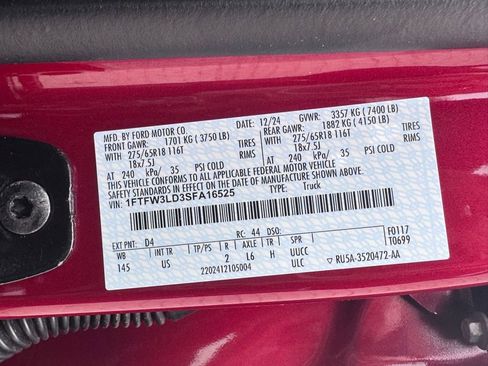 MFD. BY FORD MOTOR CO. 12/24 GVWR: 3357 KG ( 7400 LB)
FRONT GAWR: 1701 KG ( 3750 LB) REAR GAWR: 1882 KG ( 4150 LB)
WITH TIRES WITH TIRES
275/65R18 116T 275/65R18 116T
18x7.5J RIMS 18x7.5J RIMS
AT 240 kPa/ 35 PSI COLD AT 240 kPa/ 35 PSI COLD
THIS VEHICLE CONFORMS TO ALL APPLICABLE FEDERAL MOTOR VEHICLE
SAFETY STANDARDS IN EFFECT ON THE DATE OF MANUFACTURE SHOWN ABOVE.
VIN: 1FTFW3LD3SFA16525 TYPE: Truck
EXT PNT: D4 RC: 44 DSO: F0117
WB INT TR TP/PS R AXLE TR SPR T0699
145 US 2 L6 H UUCC
2202412105004 ULC RU5A-3520472-AA